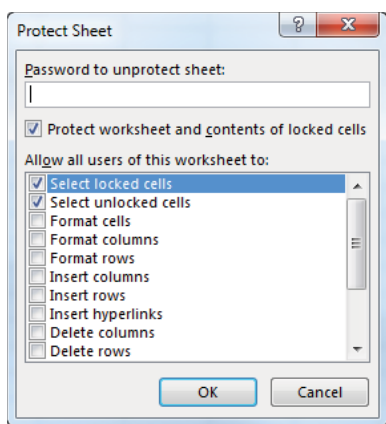 Protect Sheet
Password to unprotect sheet:
Protect worksheet and contents of locked cells
Allow all users of this worksheet to:
Select locked cells
Select unlocked cells
Format cells
Format columns
Format rows
Insert columns
Insert rows
Insert hyperlinks
Delete columns
Delete rows
OK Cancel